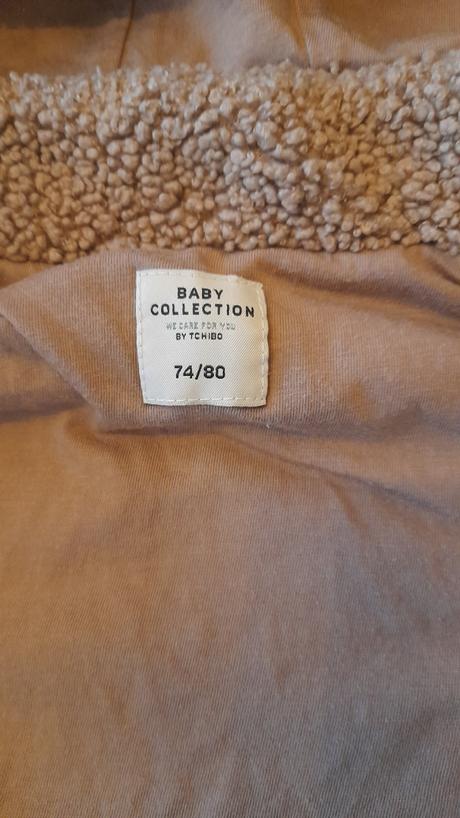 BABY
COLLECTION
WE CARE FOR YOU
BY TCHIBO
74/80